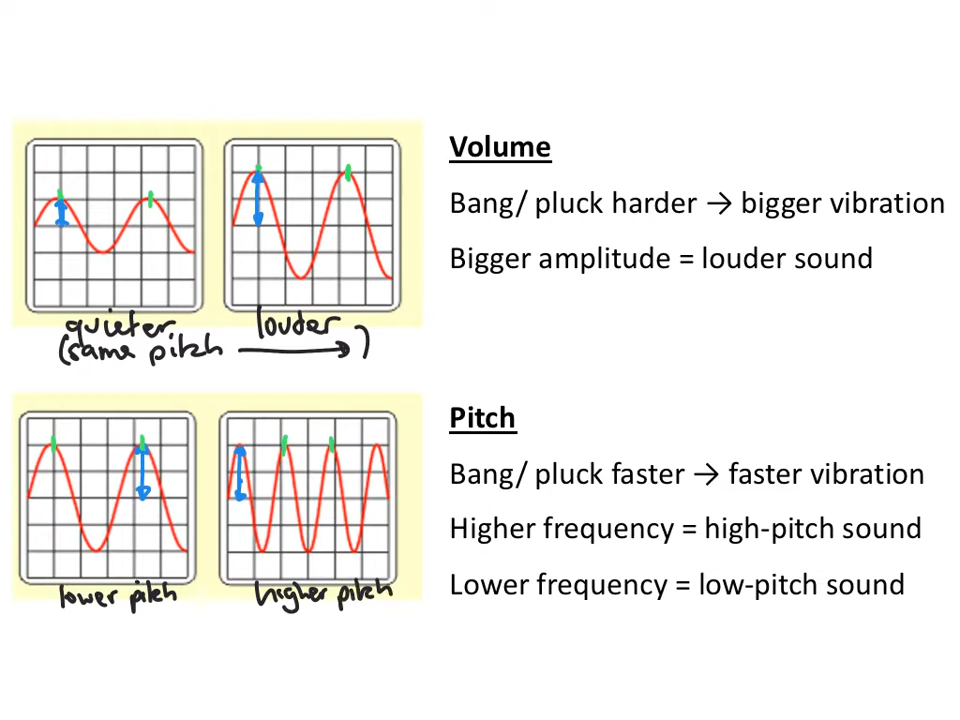 Volume
Bang/ pluck harder → bigger vibration
Bigger amplitude = louder sound
quieter louder
(same pitch ⟶)
Pitch
Bang/ pluck faster → faster vibration
Higher frequency = high-pitch sound
Lower frequency = low-pitch sound
lower pitch higher pitch